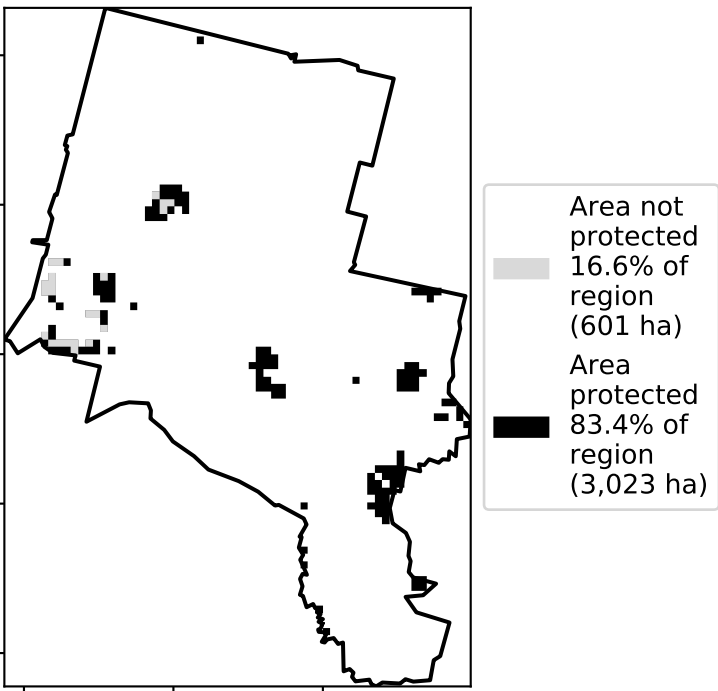 Area not
protected
16.6% of
region
(601 ha)
Area
protected
83.4% of
region
(3,023 ha)